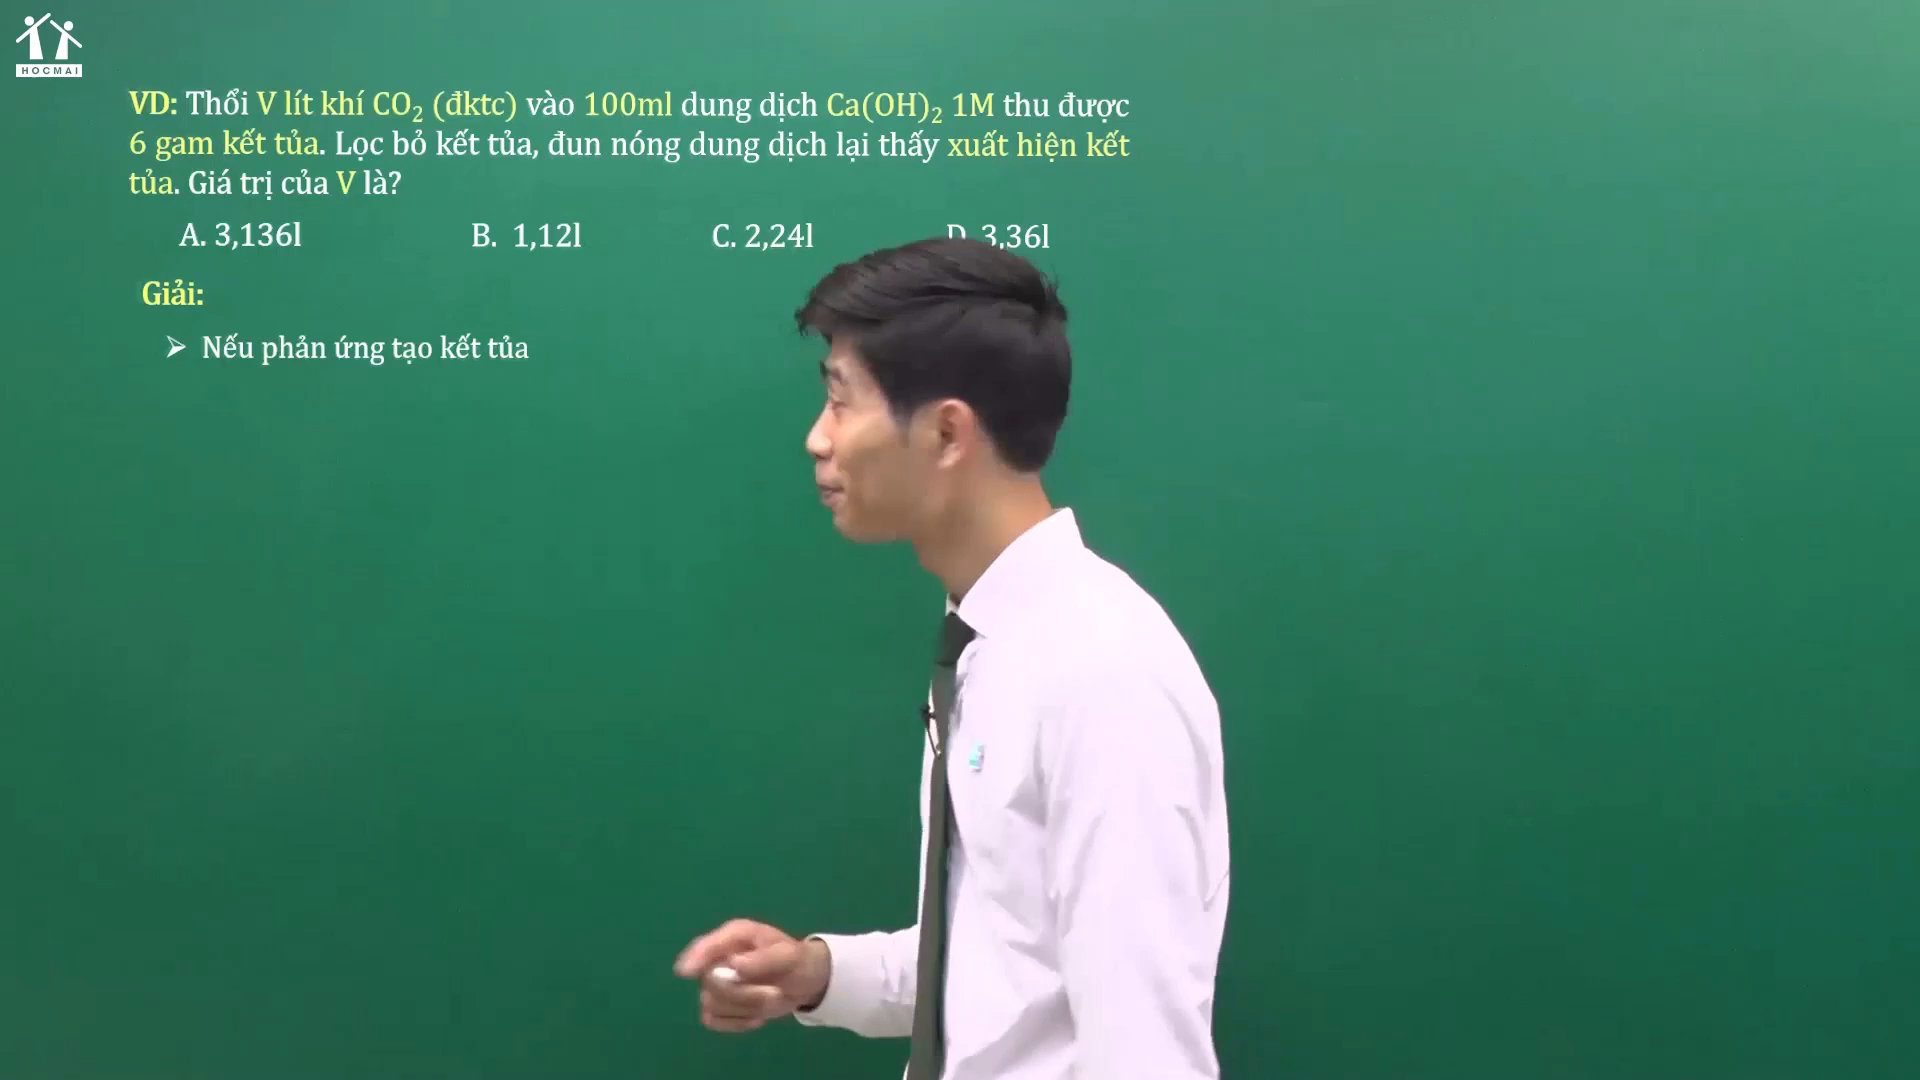 HOCMAI
VD: Thổi V lít khí CO₂ (đktc) vào 100ml dung dịch Ca(OH)₂ 1M thu được
6 gam kết tủa. Lọc bỏ kết tủa, đun nóng dung dịch lại thấy xuất hiện kết
tủa. Giá trị của V là?
A. 3,136l B. 1,12l C. 2,24l D. 3,36l
Giải:
➢ Nếu phản ứng tạo kết tủa